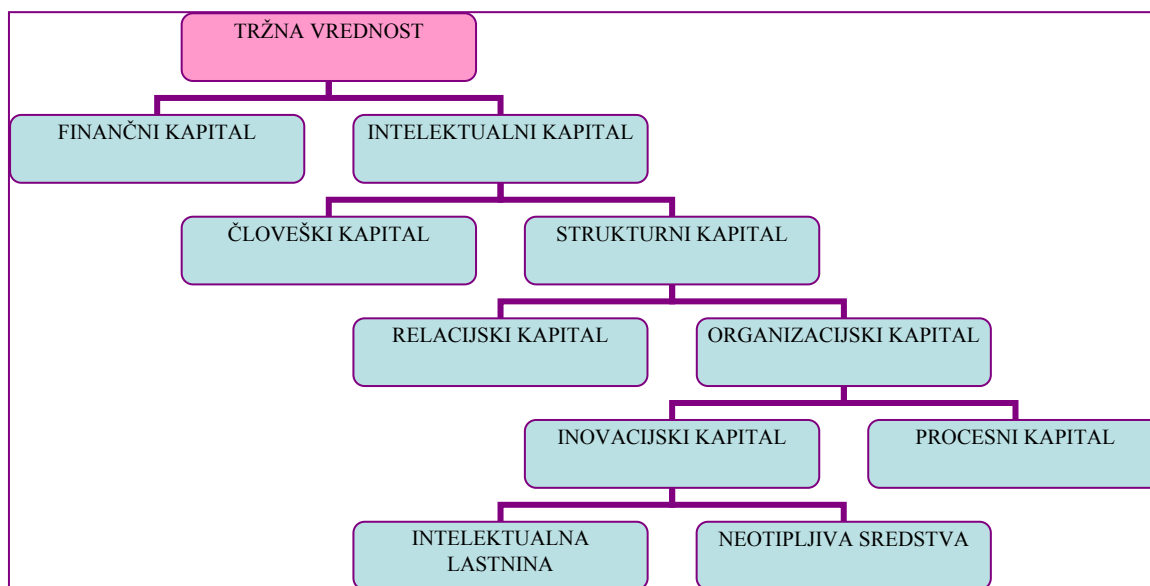 TRŽNA VREDNOST
FINANČNI KAPITAL
INTELEKTUALNI KAPITAL
ČLOVEŠKI KAPITAL
STRUKTURNI KAPITAL
RELACIJSKI KAPITAL
ORGANIZACIJSKI KAPITAL
INOVACIJSKI KAPITAL
PROCESNI KAPITAL
INTELEKTUALNA
LASTNINA
NEOTIPLJIVA SREDSTVA